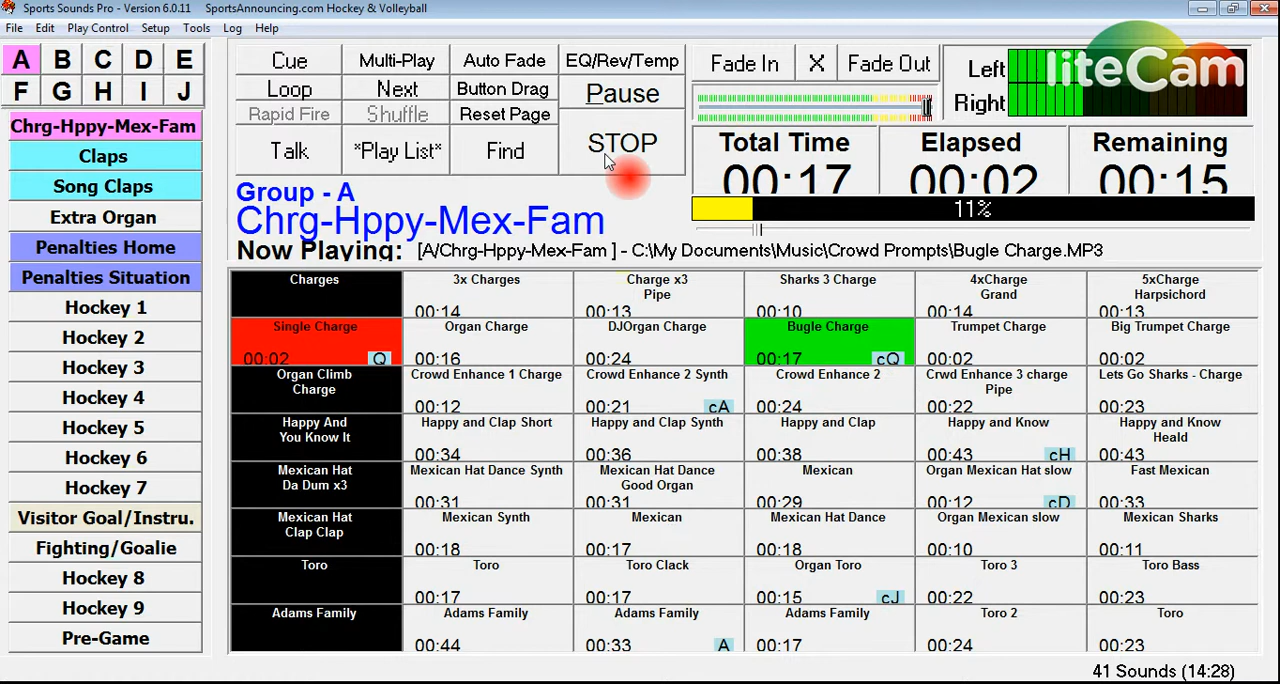 Sports Sounds Pro - Version 6.0.11 SportsAnnouncing.com Hockey & Volleyball
File Edit Play Control Setup Tools Log Help
A B C D E
F G H I J
Chrg-Hppy-Mex-Fam
Claps
Song Claps
Extra Organ
Penalties Home
Penalties Situation
Hockey 1
Hockey 2
Hockey 3
Hockey 4
Hockey 5
Hockey 6
Hockey 7
Visitor Goal/Instru.
Fighting/Goalie
Hockey 8
Hockey 9
Pre-Game
Cue Multi-Play Auto Fade EQ/Rev/Temp
Loop Next Button Drag Pause
Rapid Fire Shuffle Reset Page
Talk *Play List* Find STOP
Fade In X Fade Out
Left
Right
liteCam
Total Time Elapsed Remaining
00:17 00:02 00:15
11%
Group - A
Chrg-Hppy-Mex-Fam
Now Playing: [A/Chrg-Hppy-Mex-Fam ] - C:\My Documents\Music\Crowd Prompts\Bugle Charge.MP3
Charges 3x Charges Charge x3 Sharks 3 Charge 4xCharge 5xCharge
Pipe Grand Harpsichord
00:14 00:13 00:10 00:14 00:13
Single Charge Organ Charge DJOrgan Charge Bugle Charge Trumpet Charge Big Trumpet Charge
00:02 Q 00:16 00:24 00:17 cQ 00:02 00:02
Organ Climb Crowd Enhance 1 Charge Crowd Enhance 2 Synth Crowd Enhance 2 Crwd Enhance 3 charge Lets Go Sharks - Charge
Charge Pipe
00:12 00:21 cA 00:24 00:22 00:23
Happy And Happy and Clap Short Happy and Clap Synth Happy and Clap Happy and Know Happy and Know
You Know It Heald
00:34 00:36 00:38 00:43 cH 00:43
Mexican Hat Mexican Hat Dance Synth Mexican Hat Dance Mexican Organ Mexican Hat slow Fast Mexican
Da Dum x3 Good Organ
00:31 00:31 00:29 00:12 cD 00:33
Mexican Hat Mexican Synth Mexican Mexican Hat Dance Organ Mexican slow Mexican Sharks
Clap Clap
00:18 00:17 00:18 00:10 00:11
Toro Toro Toro Clack Organ Toro Toro 3 Toro Bass
00:17 00:17 00:15 cJ 00:22 00:23
Adams Family Adams Family Adams Family Adams Family Toro 2 Toro
00:44 00:33 A 00:17 00:24 00:23
41 Sounds (14:28)